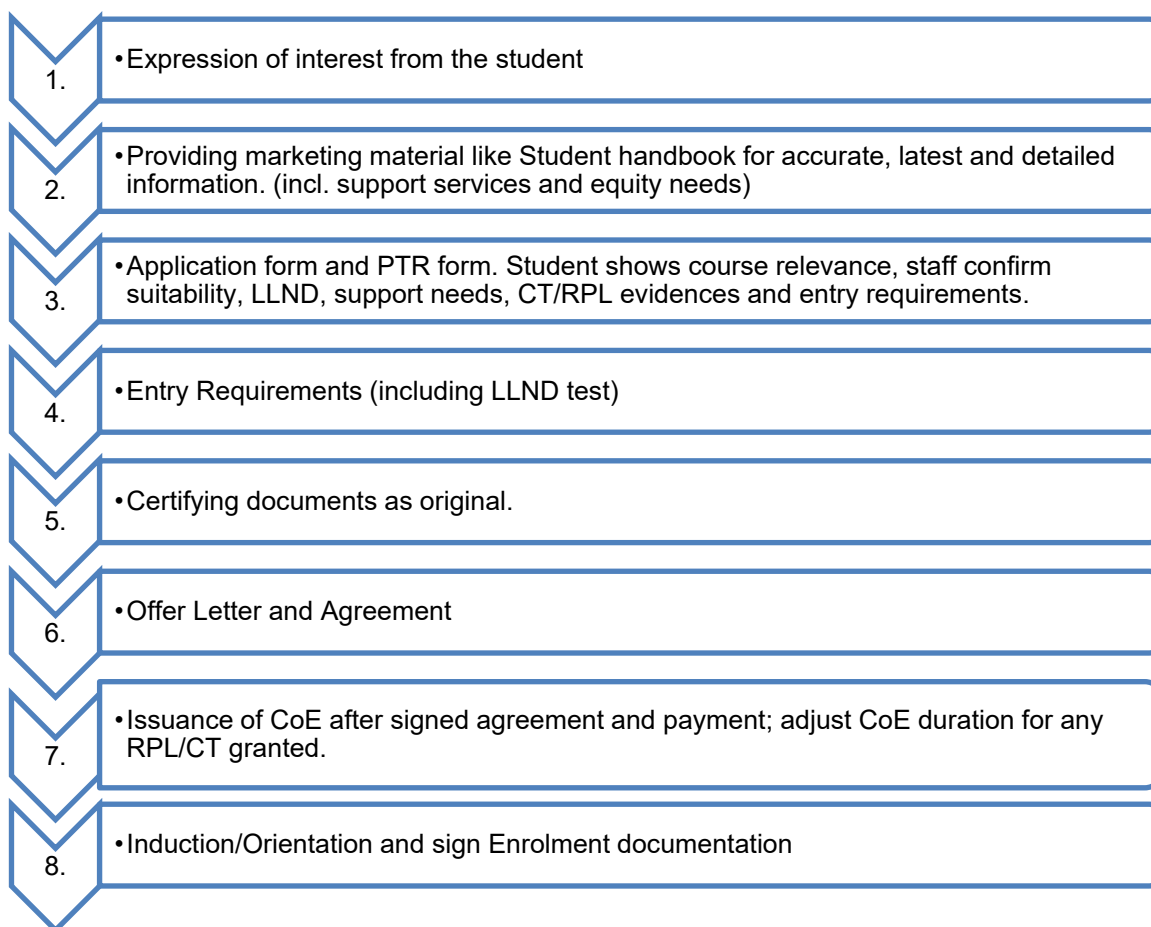 1.
•Expression of interest from the student
2.
•Providing marketing material like Student handbook for accurate, latest and detailed
information. (incl. support services and equity needs)
3.
•Application form and PTR form. Student shows course relevance, staff confirm
suitability, LLND, support needs, CT/RPL evidences and entry requirements.
4.
•Entry Requirements (including LLND test)
5.
•Certifying documents as original.
6.
•Offer Letter and Agreement
7.
•Issuance of CoE after signed agreement and payment; adjust CoE duration for any
RPL/CT granted.
8.
•Induction/Orientation and sign Enrolment documentation